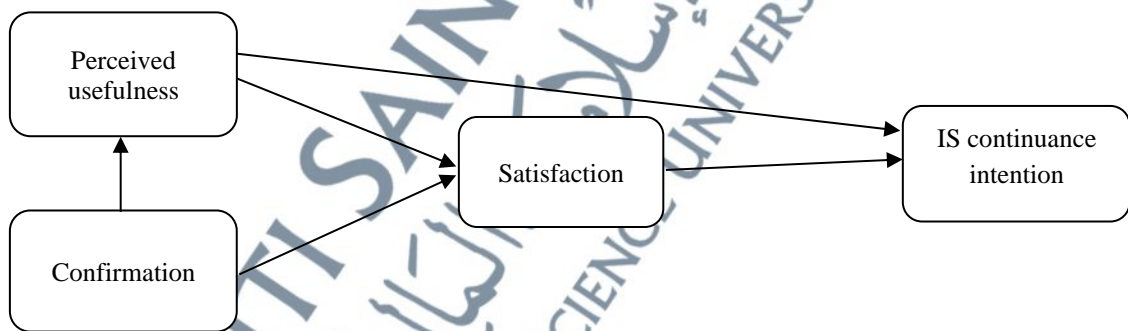 Perceived
usefulness
IS continuance
intention
Satisfaction
Confirmation